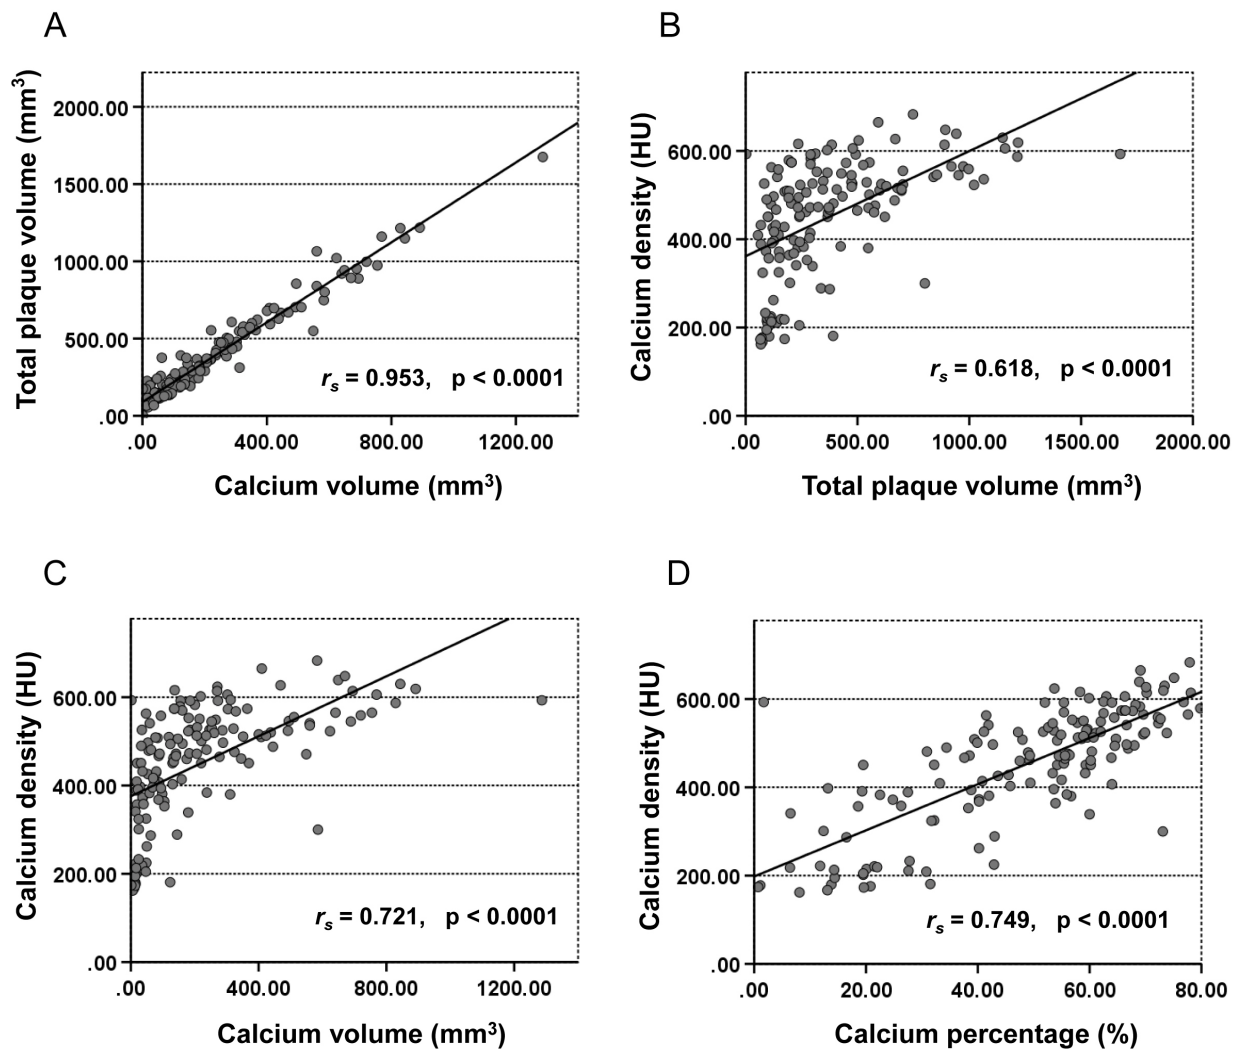 A
Total plaque volume (mm³)
2000.00
1500.00
1000.00
500.00
.00
rₛ = 0.953, p < 0.0001
.00 400.00 800.00 1200.00
Calcium volume (mm³)
B
Calcium density (HU)
600.00
400.00
200.00
.00
rₛ = 0.618, p < 0.0001
.00 500.00 1000.00 1500.00 2000.00
Total plaque volume (mm³)
C
Calcium density (HU)
600.00
400.00
200.00
.00
rₛ = 0.721, p < 0.0001
.00 400.00 800.00 1200.00
Calcium volume (mm³)
D
Calcium density (HU)
600.00
400.00
200.00
.00
rₛ = 0.749, p < 0.0001
.00 20.00 40.00 60.00 80.00
Calcium percentage (%)